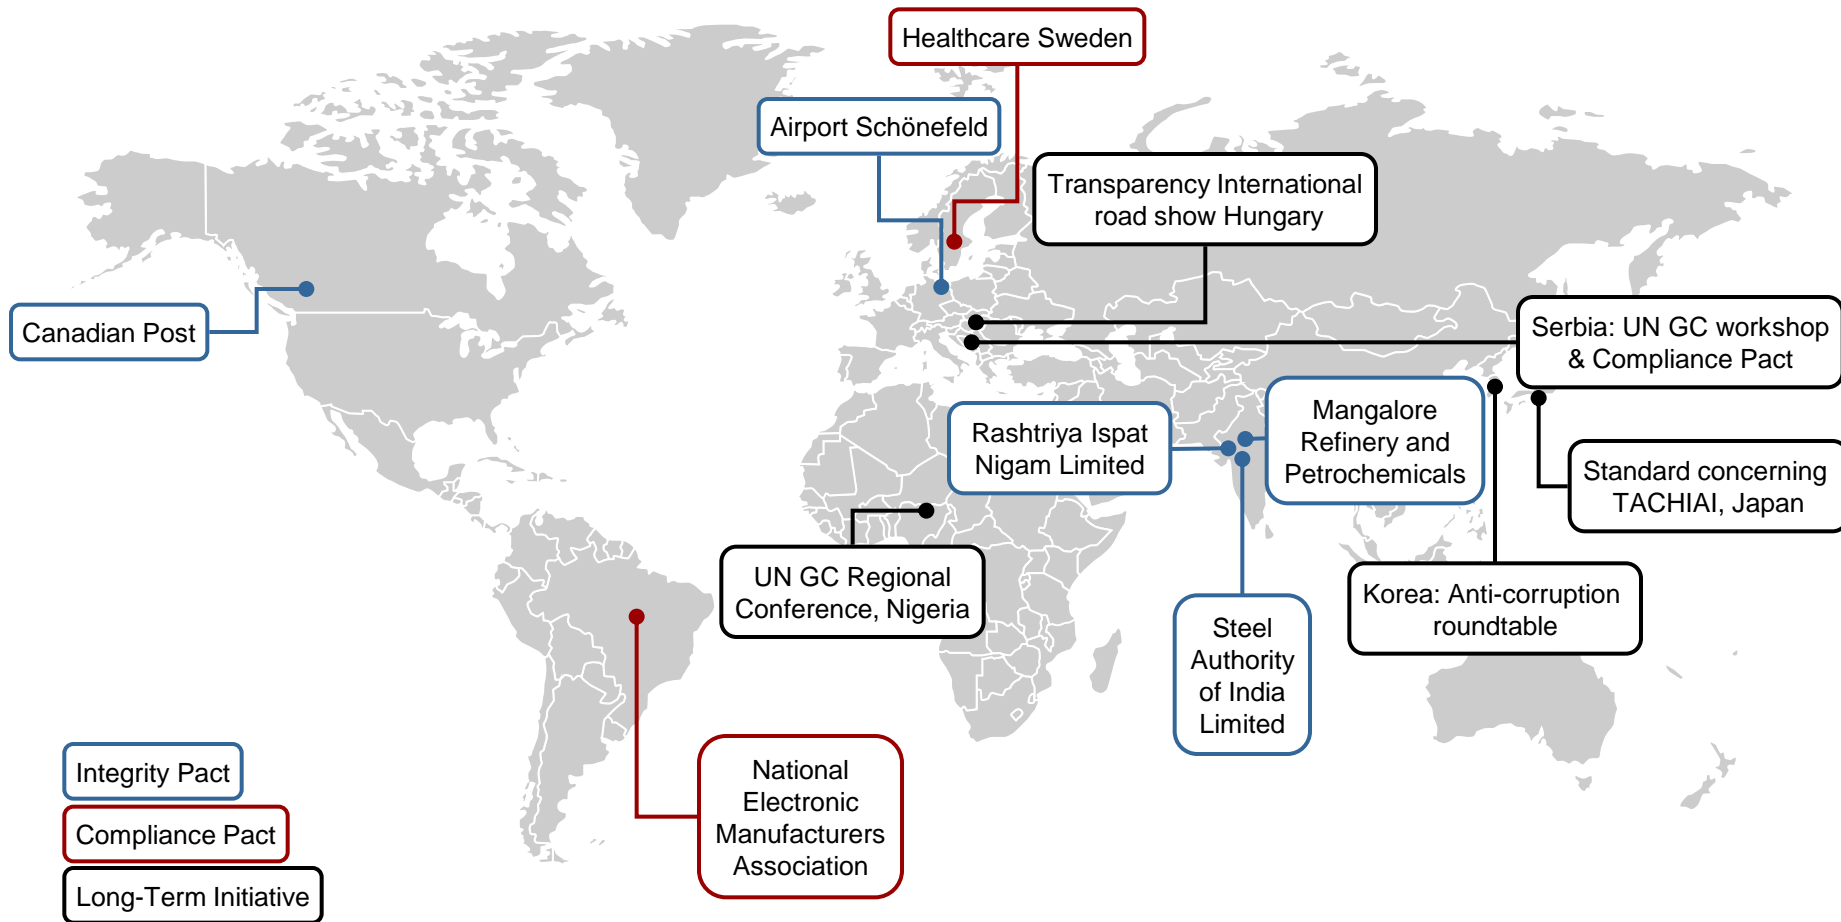 Healthcare Sweden
Airport Schönefeld
Transparency International
road show Hungary
Canadian Post
Serbia: UN GC workshop
& Compliance Pact
Rashtriya Ispat
Nigam Limited
Mangalore
Refinery and
Petrochemicals
Standard concerning
TACHIAI, Japan
UN GC Regional
Conference, Nigeria
Korea: Anti-corruption
roundtable
Steel
Authority
of India
Limited
National
Electronic
Manufacturers
Association
Integrity Pact
Compliance Pact
Long-Term Initiative